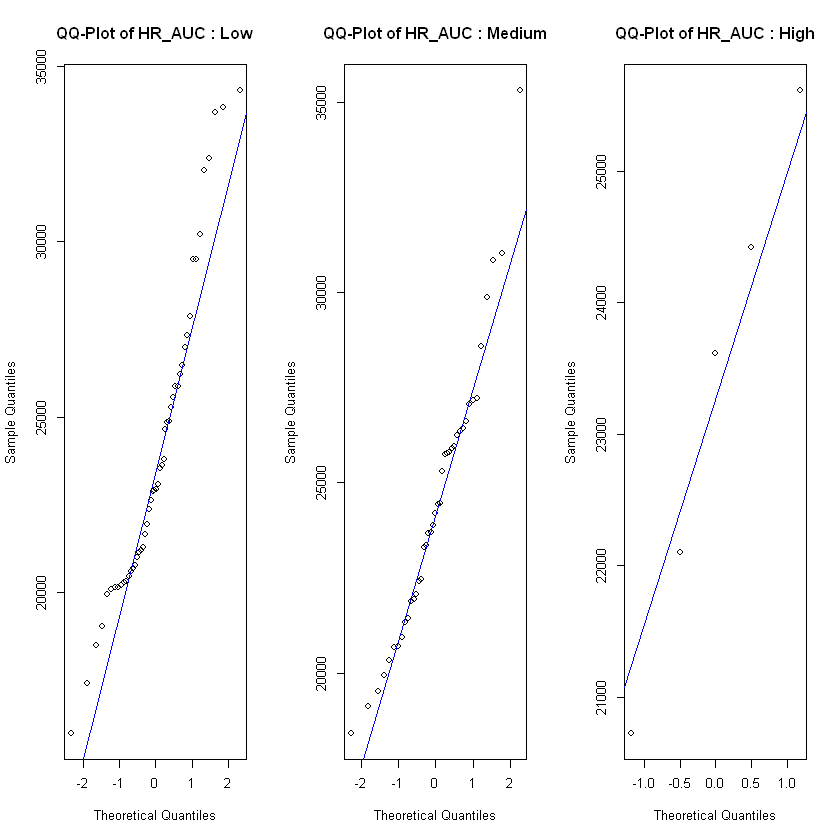 QQ-Plot of HR_AUC : Low
35000
30000
25000
20000
Sample Quantiles
-2 -1 0 1 2
Theoretical Quantiles
QQ-Plot of HR_AUC : Medium
35000
30000
25000
20000
Sample Quantiles
-2 -1 0 1 2
Theoretical Quantiles
QQ-Plot of HR_AUC : High
25000
24000
23000
22000
21000
Sample Quantiles
-1.0 -0.5 0.0 0.5 1.0
Theoretical Quantiles